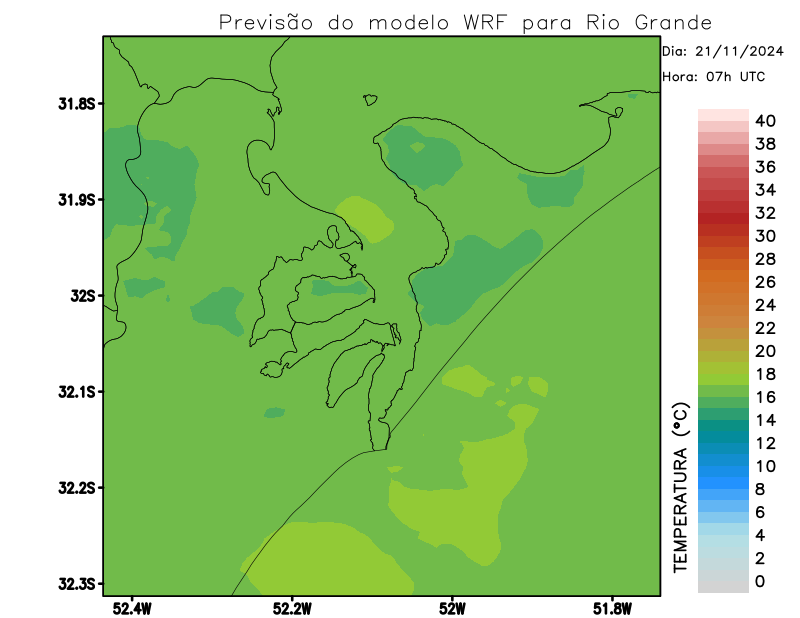 Previsão do modelo WRF para Rio Grande
Dia: 21/11/2024
Hora: 07h UTC
31.8S
31.9S
32S
32.1S
32.2S
32.3S
52.4W
52.2W
52W
51.8W
TEMPERATURA (°C)
40
38
36
34
32
30
28
26
24
22
20
18
16
14
12
10
8
6
4
2
0